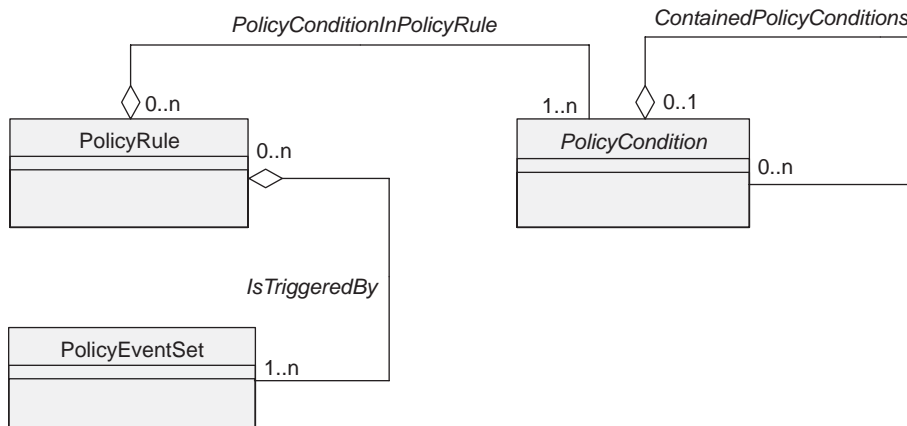 ContainedPolicyConditions
PolicyConditionInPolicyRule
0..n
1..n
0..1
PolicyRule
0..n
PolicyCondition
0..n
IsTriggeredBy
PolicyEventSet
1..n